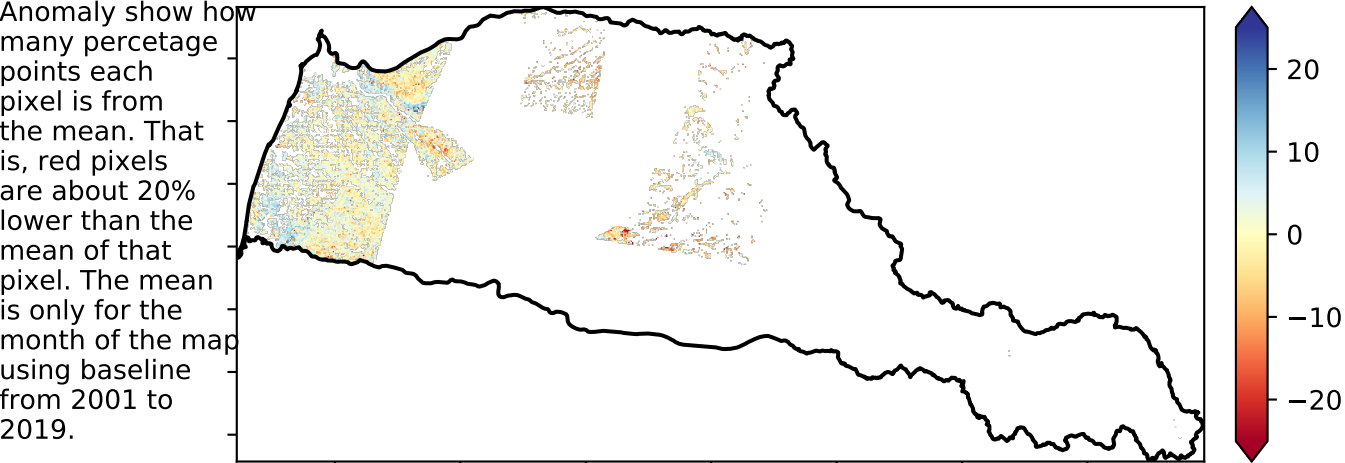 Anomaly show how
many percetage
points each
pixel is from
the mean. That
is, red pixels
are about 20%
lower than the
mean of that
pixel. The mean
is only for the
month of the map
using baseline
from 2001 to
2019.
20
10
0
−10
−20